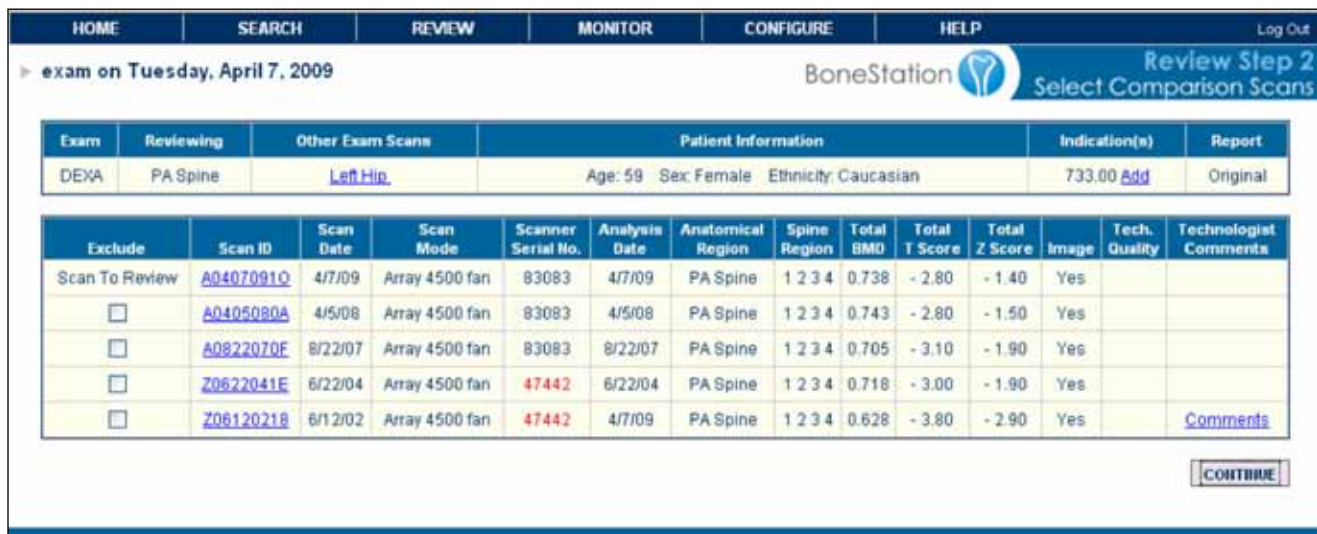 HOME SEARCH REVIEW MONITOR CONFIGURE HELP Log Out
exam on Tuesday, April 7, 2009 BoneStation Review Step 2
Select Comparison Scans
Exam Reviewing Other Exam Scans Patient Information Indication(s) Report
DEXA PA Spine Left Hip Age: 59 Sex: Female Ethnicity: Caucasian 733.00 Add Original
Exclude Scan ID Scan Date Scan Mode Scanner Serial No. Analysis Date Anatomical Region Spine Region Total BMD Total T Score Total Z Score Image Tech. Quality Technologist Comments
Scan To Review A0407091O 4/7/09 Array 4500 fan 83083 4/7/09 PA Spine 1 2 3 4 0.738 - 2.80 - 1.40 Yes
A0405080A 4/5/08 Array 4500 fan 83083 4/5/08 PA Spine 1 2 3 4 0.743 - 2.80 - 1.50 Yes
A0822070F 8/22/07 Array 4500 fan 83083 8/22/07 PA Spine 1 2 3 4 0.705 - 3.10 - 1.90 Yes
Z0622041E 6/22/04 Array 4500 fan 47442 6/22/04 PA Spine 1 2 3 4 0.718 - 3.00 - 1.90 Yes
Z06120218 6/12/02 Array 4500 fan 47442 4/7/09 PA Spine 1 2 3 4 0.628 - 3.80 - 2.90 Yes Comments
CONTINUE